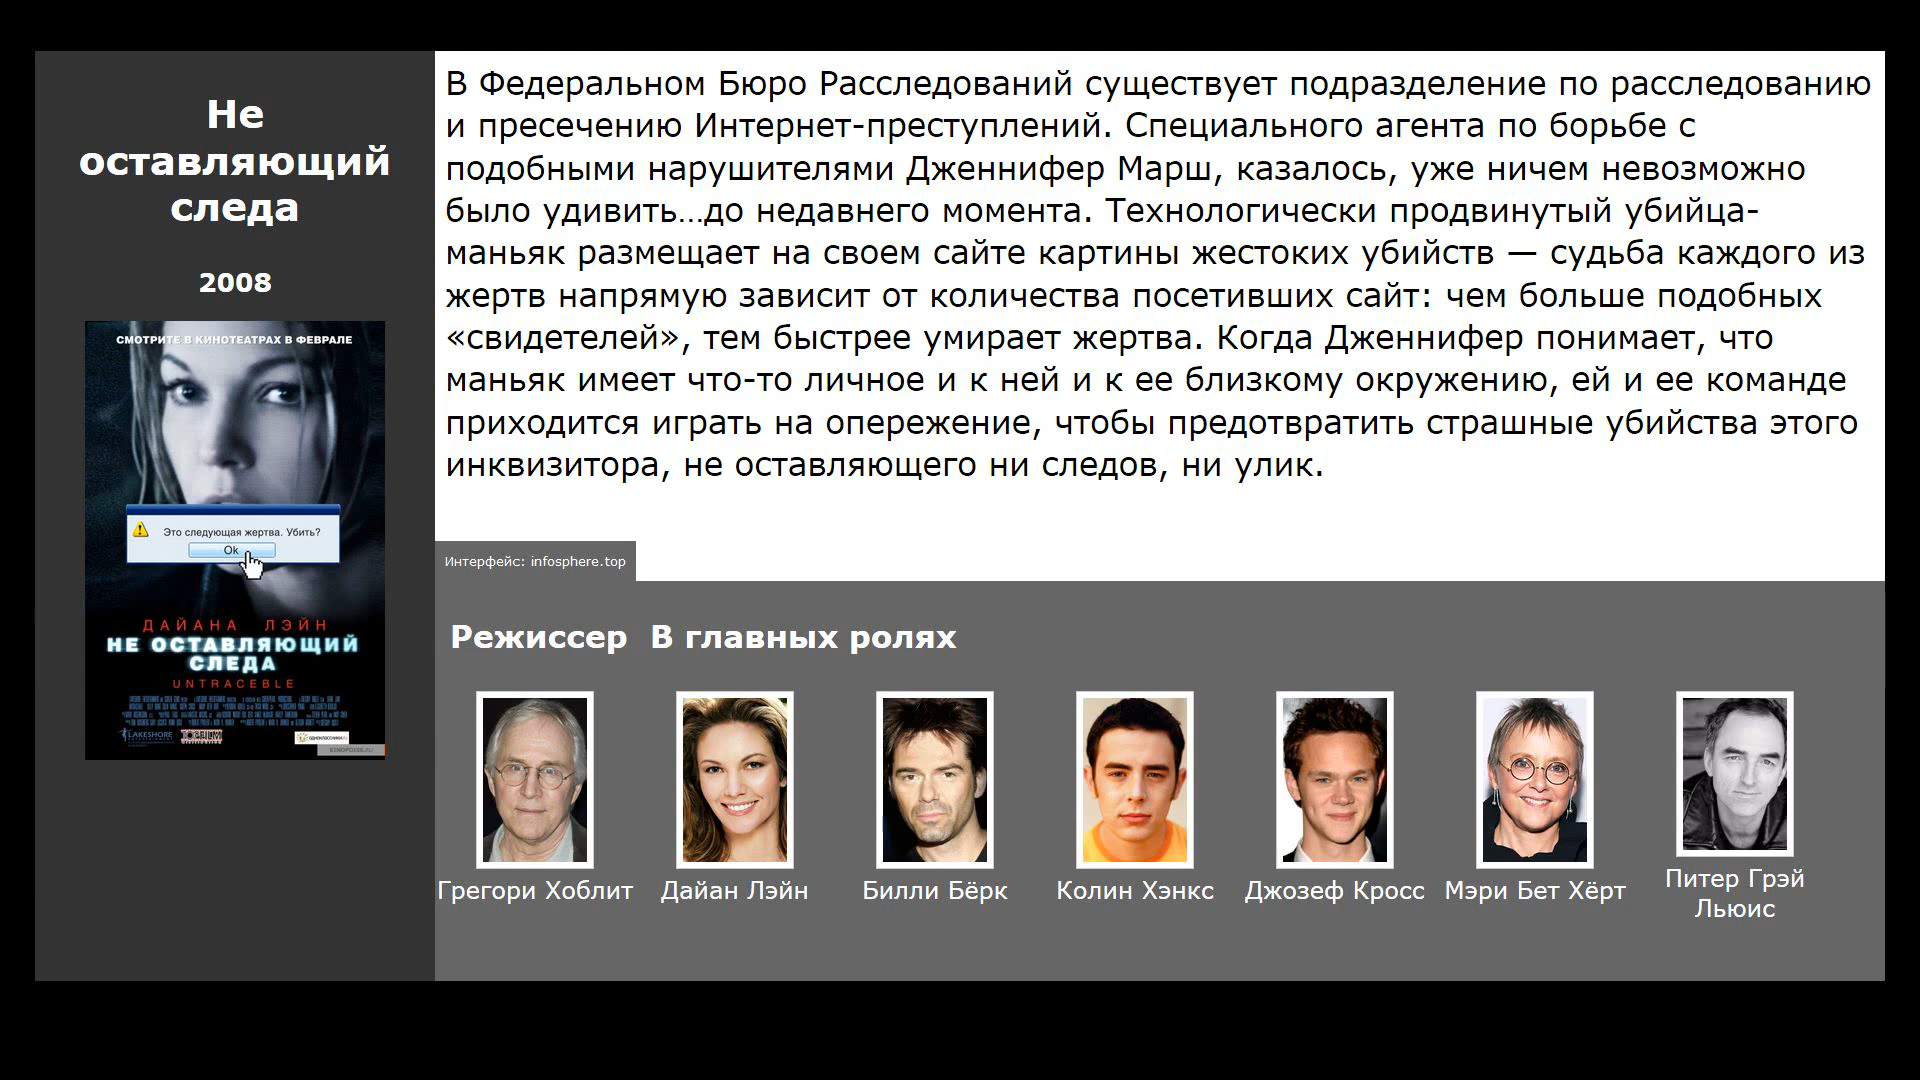 Не
оставляющий
следа
2008
СМОТРИТЕ В КИНОТЕАТРАХ В ФЕВРАЛЕ
Это следующая жертва. Убить?
Ok
ДАЙАНА ЛЭЙН
НЕ ОСТАВЛЯЮЩИЙ
СЛЕДА
UNTRACEBLE
LAKESHORE
TOPFILM
KINOPOISK.RU
В Федеральном Бюро Расследований существует подразделение по расследованию
и пресечению Интернет-преступлений. Специального агента по борьбе с
подобными нарушителями Дженнифер Марш, казалось, уже ничем невозможно
было удивить…до недавнего момента. Технологически продвинутый убийца-
маньяк размещает на своем сайте картины жестоких убийств — судьба каждого из
жертв напрямую зависит от количества посетивших сайт: чем больше подобных
«свидетелей», тем быстрее умирает жертва. Когда Дженнифер понимает, что
маньяк имеет что-то личное и к ней и к ее близкому окружению, ей и ее команде
приходится играть на опережение, чтобы предотвратить страшные убийства этого
инквизитора, не оставляющего ни следов, ни улик.
Интерфейс: infosphere.top
Режиссер В главных ролях
Грегори Хоблит Дайан Лэйн Билли Бёрк Колин Хэнкс Джозеф Кросс Мэри Бет Хёрт Питер Грэй
Льюис